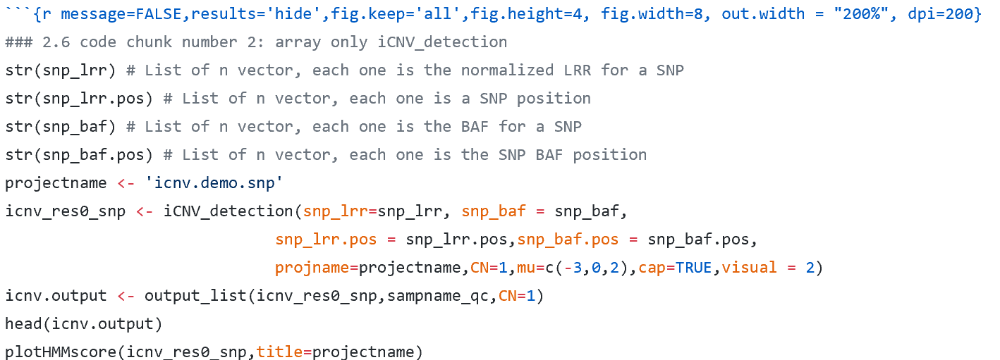 ```{r message=FALSE,results='hide',fig.keep='all',fig.height=4, fig.width=8, out.width = "200%", dpi=200}
### 2.6 code chunk number 2: array only iCNV_detection
str(snp_lrr) # List of n vector, each one is the normalized LRR for a SNP
str(snp_lrr.pos) # List of n vector, each one is a SNP position
str(snp_baf) # List of n vector, each one is the BAF for a SNP
str(snp_baf.pos) # List of n vector, each one is the SNP BAF position
projectname <- 'icnv.demo.snp'
icnv_res0_snp <- iCNV_detection(snp_lrr=snp_lrr, snp_baf = snp_baf,
                             snp_lrr.pos = snp_lrr.pos,snp_baf.pos = snp_baf.pos,
                             projname=projectname,CN=1,mu=c(-3,0,2),cap=TRUE,visual = 2)
icnv.output <- output_list(icnv_res0_snp,sampname_qc,CN=1)
head(icnv.output)
plotHMMscore(icnv_res0_snp,title=projectname)